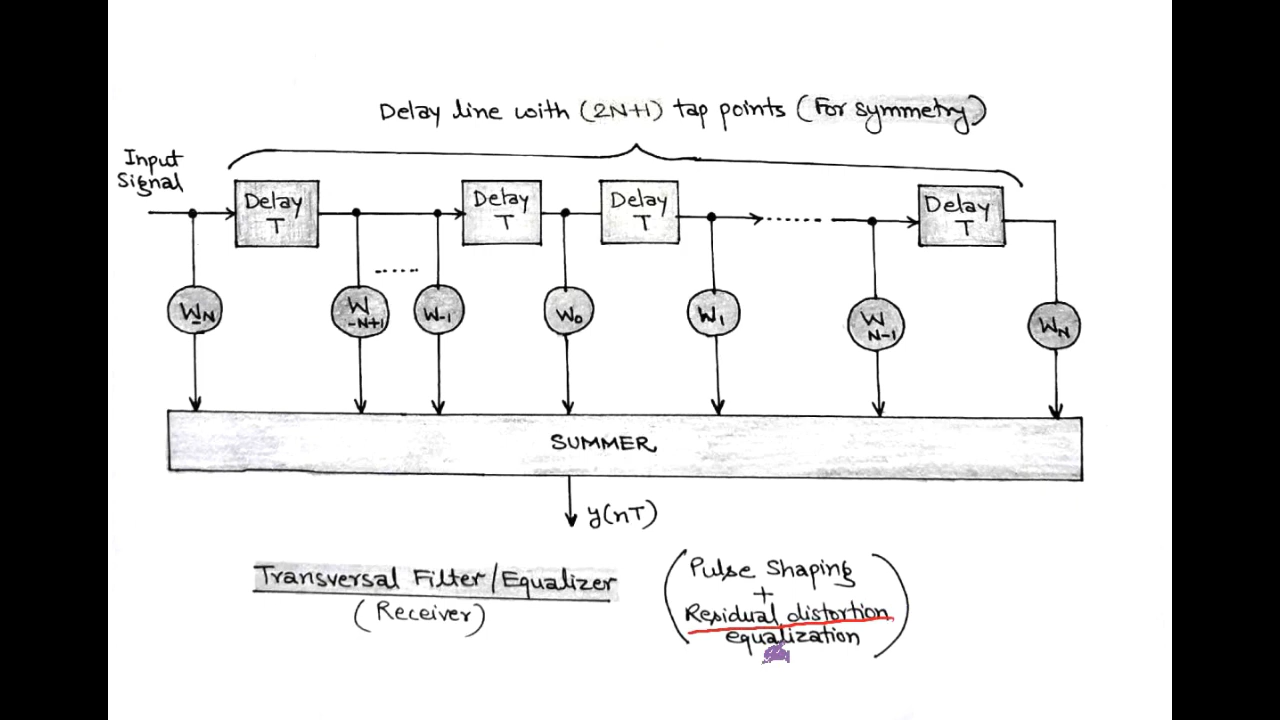 Delay line with (2N+1) tap points (For symmetry)
Input
Signal
Delay
T
Delay
T
Delay
T
Delay
T
W-N
W-N+1
W-1
W0
W1
WN-1
WN
SUMMER
y(nT)
Transversal Filter/Equalizer
(Receiver)
(Pulse Shaping
+
Residual distortion
equalization)